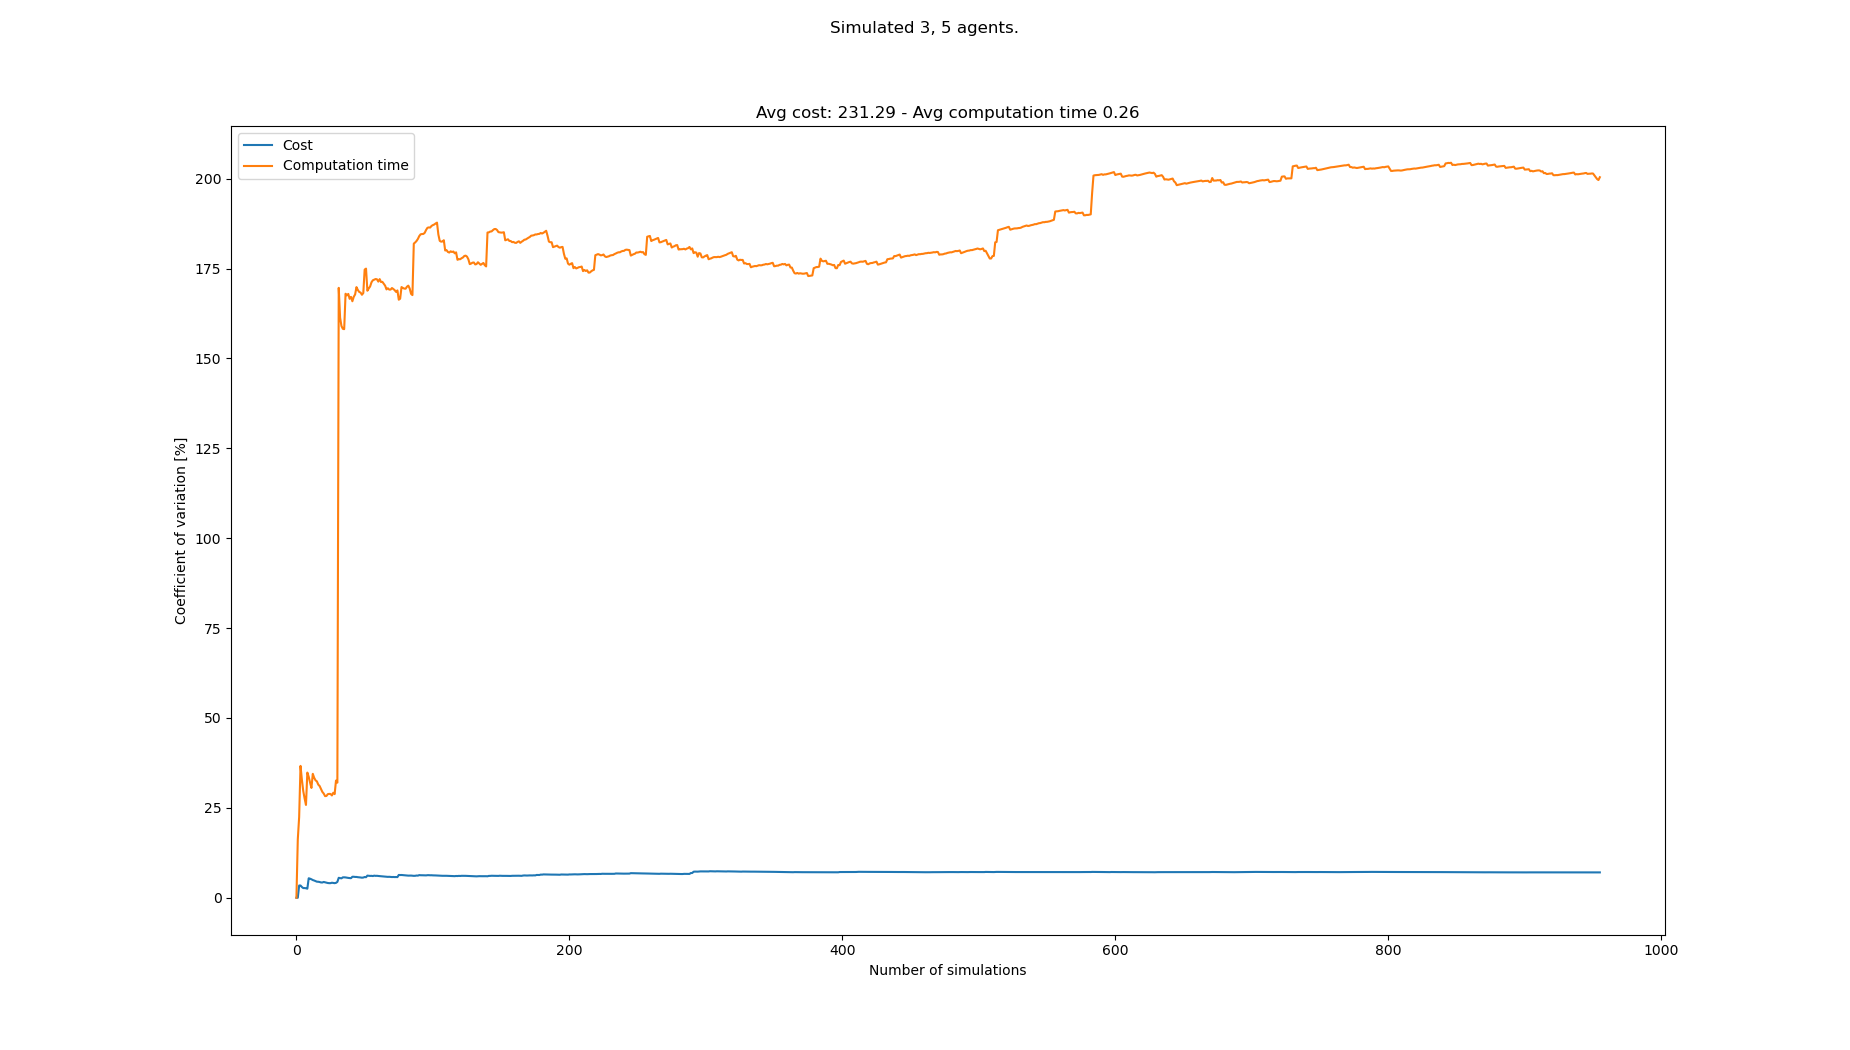 Simulated 3, 5 agents.
Avg cost: 231.29 - Avg computation time 0.26
Cost
Computation time
200
175
150
125
100
75
50
25
0
Coefficient of variation [%]
0 200 400 600 800 1000
Number of simulations